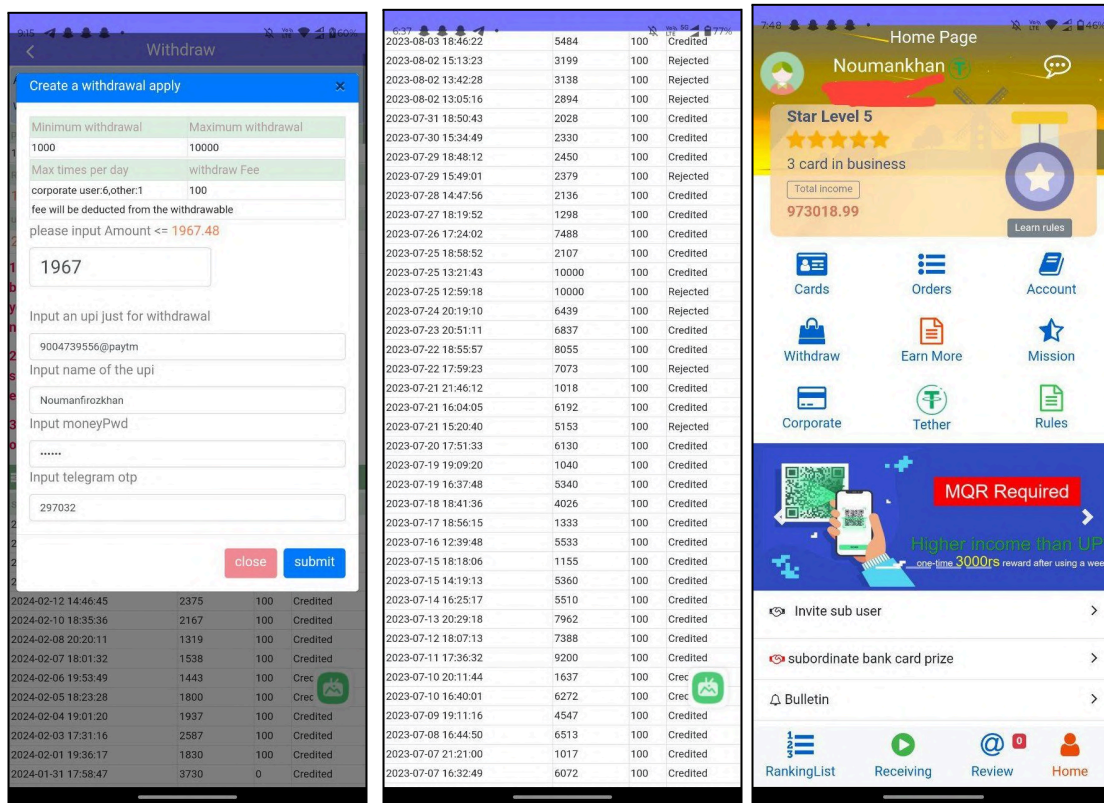 9:15
60%
Withdraw
Create a withdrawal apply
×
Minimum withdrawal Maximum withdrawal
1000 10000
Max times per day withdraw Fee
corporate user:6,other:1 100
fee will be deducted from the withdrawable
please input Amount <= 1967.48
1967
Input an upi just for withdrawal
9004739556@paytm
Input name of the upi
Noumanfirozkhan
Input moneyPwd
Input telegram otp
297032
close submit
2024-02-12 14:46:45 2375 100 Credited
2024-02-10 18:35:36 2167 100 Credited
2024-02-08 20:20:11 1319 100 Credited
2024-02-07 18:01:32 1538 100 Credited
2024-02-06 19:53:49 1443 100 Crec
2024-02-05 18:23:28 1800 100 Crec
2024-02-04 19:01:20 1937 100 Credited
2024-02-03 17:31:16 2587 100 Credited
2024-02-01 19:36:17 1830 100 Credited
2024-01-31 17:58:47 3730 0 Credited
6:37
77%
2023-08-03 18:46:22 5484 100 Credited
2023-08-02 15:13:23 3199 100 Rejected
2023-08-02 13:42:28 3138 100 Rejected
2023-08-02 13:05:16 2894 100 Rejected
2023-07-31 18:50:43 2028 100 Credited
2023-07-30 15:34:49 2330 100 Credited
2023-07-29 18:48:12 2450 100 Credited
2023-07-29 15:49:01 2379 100 Rejected
2023-07-28 14:47:56 2136 100 Credited
2023-07-27 18:19:52 1298 100 Credited
2023-07-26 17:24:02 7488 100 Credited
2023-07-25 18:58:52 2107 100 Credited
2023-07-25 13:21:43 10000 100 Credited
2023-07-25 12:59:18 10000 100 Rejected
2023-07-24 20:19:10 6439 100 Rejected
2023-07-23 20:51:11 6837 100 Credited
2023-07-22 18:55:57 8055 100 Credited
2023-07-22 17:59:23 7073 100 Rejected
2023-07-21 21:46:12 1018 100 Credited
2023-07-21 16:04:05 6192 100 Credited
2023-07-21 15:20:40 5153 100 Rejected
2023-07-20 17:51:33 6130 100 Credited
2023-07-19 19:09:20 1040 100 Credited
2023-07-19 16:37:48 5340 100 Credited
2023-07-18 18:41:36 4026 100 Credited
2023-07-17 18:56:15 1333 100 Credited
2023-07-16 12:39:48 5533 100 Credited
2023-07-15 18:18:06 1155 100 Credited
2023-07-15 14:19:13 5360 100 Credited
2023-07-14 16:25:17 5510 100 Credited
2023-07-13 20:29:18 7962 100 Credited
2023-07-12 18:07:13 7388 100 Credited
2023-07-11 17:36:32 9200 100 Credited
2023-07-10 20:11:44 1637 100 Crec
2023-07-10 16:40:01 6272 100 Crec
2023-07-09 19:11:16 4547 100 Credited
2023-07-08 16:44:50 6513 100 Credited
2023-07-07 21:21:00 1017 100 Credited
2023-07-07 16:32:49 6072 100 Credited
7:48
46%
Home Page
Noumankhan
Star Level 5
3 card in business
Total income
973018.99
Learn rules
Cards Orders Account
Withdraw Earn More Mission
Corporate Tether Rules
MQR Required
Higher income than UP
one-time 3000rs reward after using a wee
Invite sub user
subordinate bank card prize
Bulletin
RankingList Receiving Review 0 Home